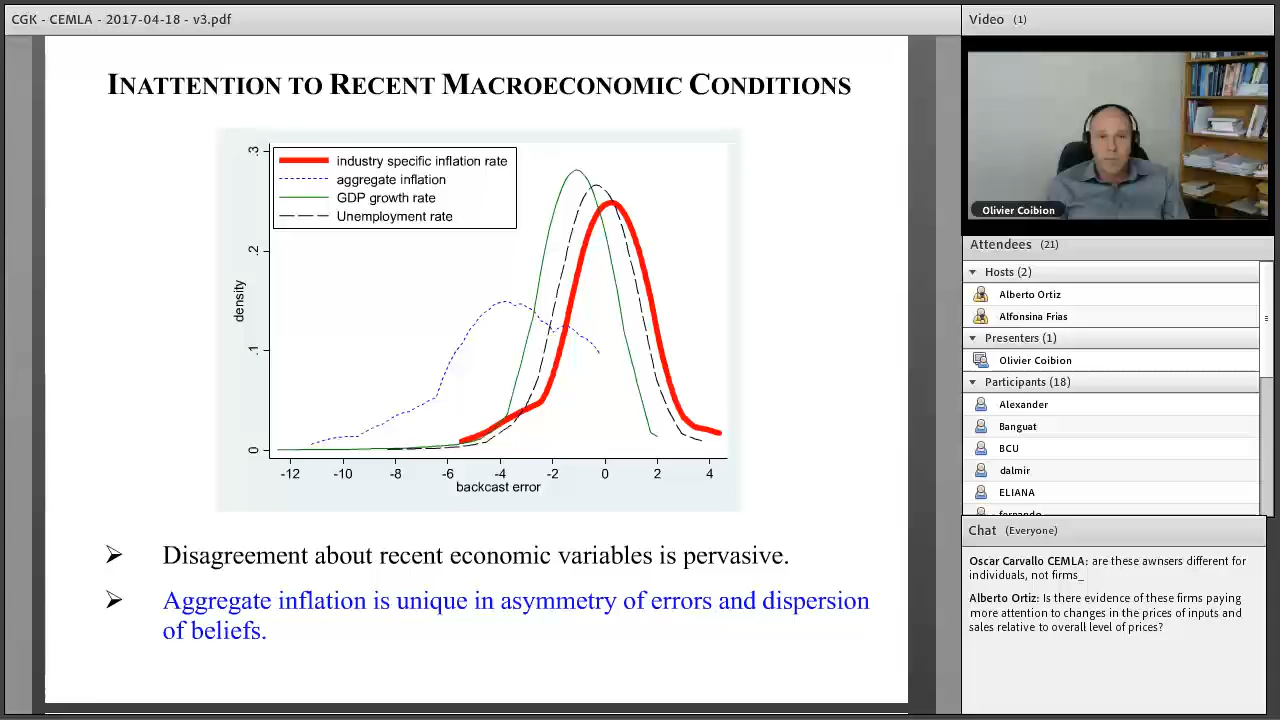 CGK - CEMLA - 2017-04-18 - v3.pdf
INATTENTION TO RECENT MACROECONOMIC CONDITIONS
industry specific inflation rate
aggregate inflation
GDP growth rate
Unemployment rate
.3
.2
.1
0
density
-12 -10 -8 -6 -4 -2 0 2 4
backcast error
➢ Disagreement about recent economic variables is pervasive.
➢ Aggregate inflation is unique in asymmetry of errors and dispersion
of beliefs.
Video (1)
Olivier Coibion
Attendees (21)
Hosts (2)
Alberto Ortiz
Alfonsina Frias
Presenters (1)
Olivier Coibion
Participants (18)
Alexander
Banguat
BCU
dalmir
ELIANA
fernando
Chat (Everyone)
Oscar Carvallo CEMLA: are these awnsers different for
individuals, not firms_
Alberto Ortiz: Is there evidence of these firms paying
more attention to changes in the prices of inputs and
sales relative to overall level of prices?